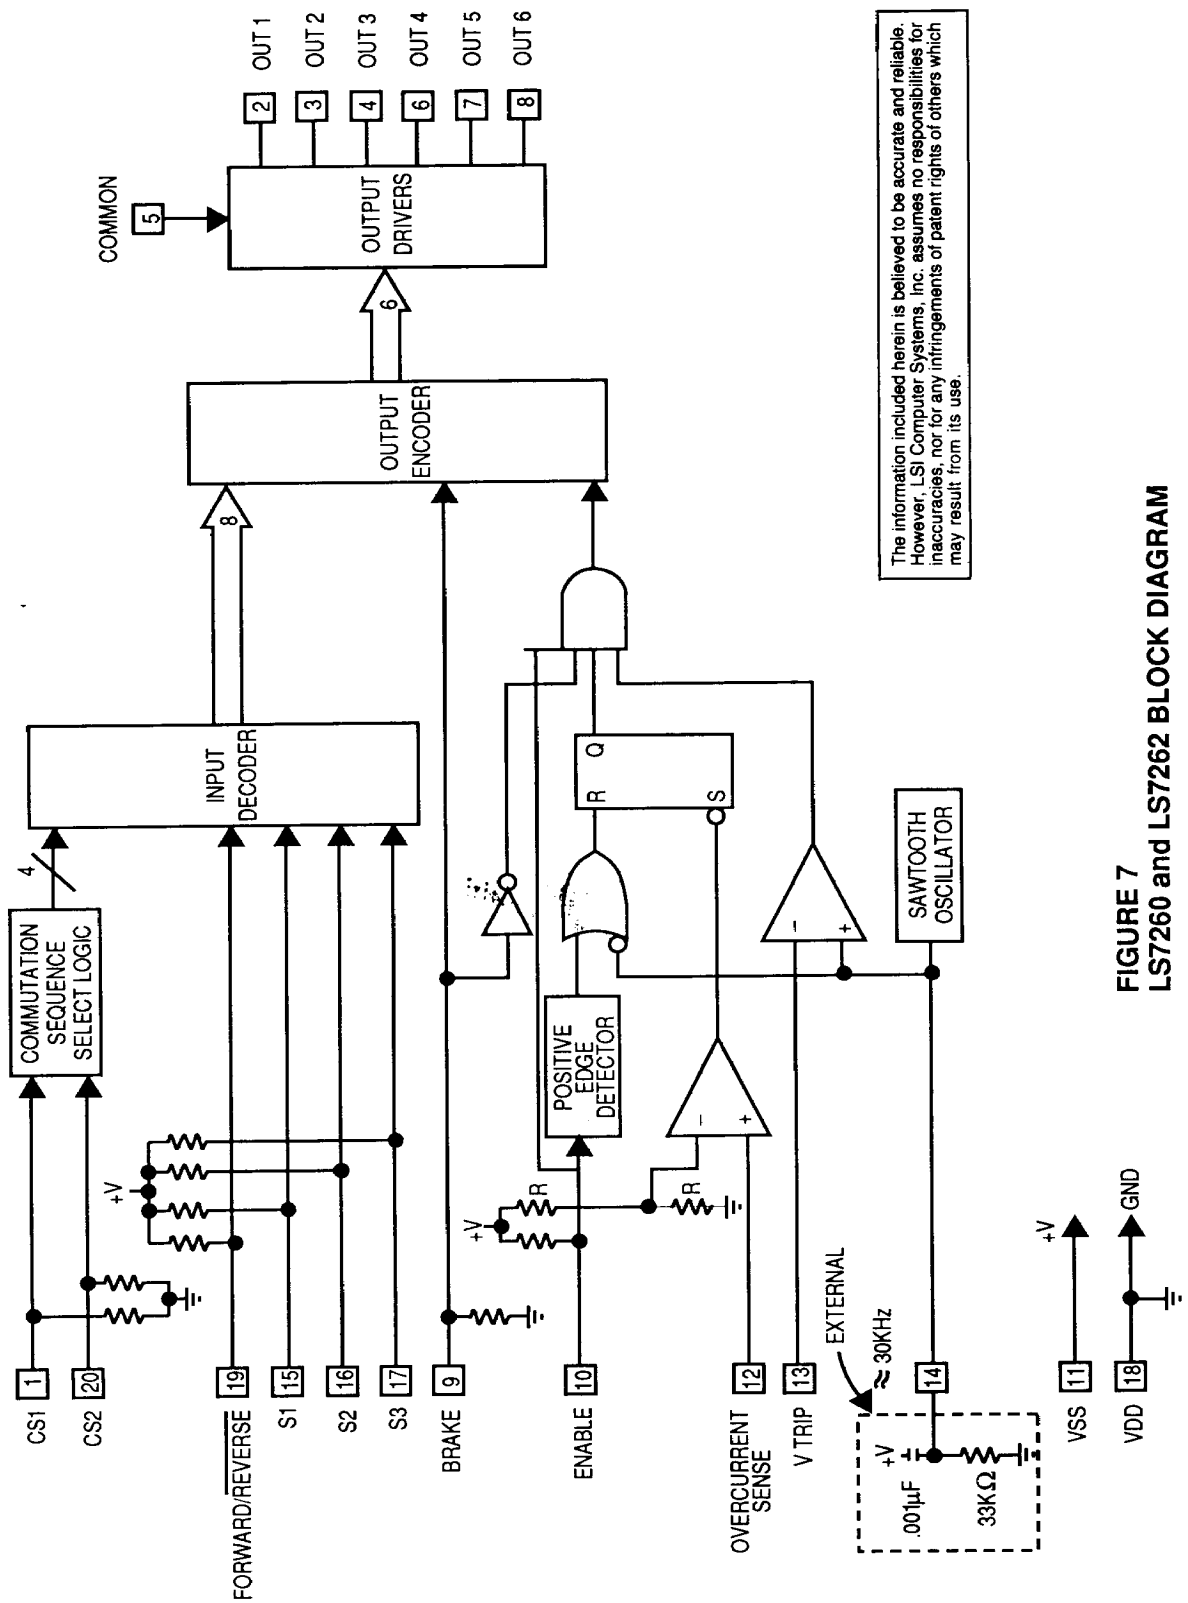 CS1
1
CS2
20
COMMUTATION
SEQUENCE
SELECT LOGIC
4
+V
FORWARD/REVERSE
19
S1
15
S2
16
S3
17
INPUT
DECODER
8
OUTPUT
ENCODER
6
COMMON
5
OUTPUT
DRIVERS
2
OUT 1
3
OUT 2
4
OUT 3
6
OUT 4
7
OUT 5
8
OUT 6
BRAKE
9
ENABLE
10
+V
R
R
POSITIVE
EDGE
DETECTOR
R
Q
S
OVERCURRENT
SENSE
12
–
+
V TRIP
13
–
+
SAWTOOTH
OSCILLATOR
EXTERNAL
≈ 30KHz
14
+V
.001µF
33KΩ
VSS
11
+V
VDD
18
GND
The information included herein is believed to be accurate and reliable.
However, LSI Computer Systems, Inc. assumes no responsibilities for
inaccuracies, nor for any infringements of patent rights of others which
may result from its use.
FIGURE 7
LS7260 and LS7262 BLOCK DIAGRAM